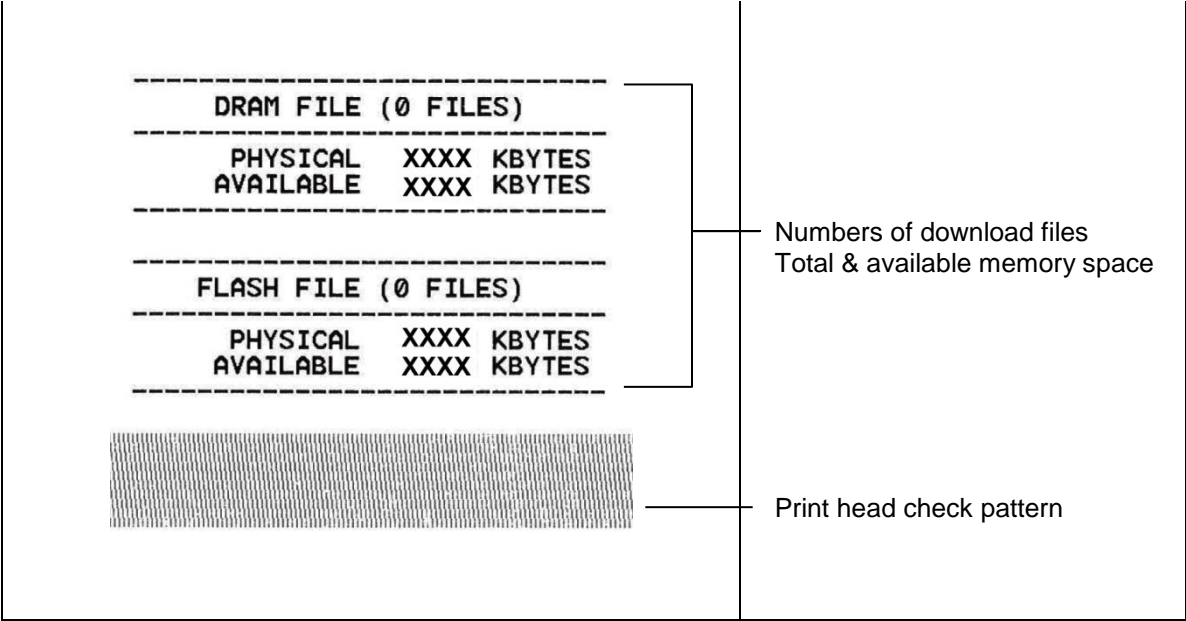 DRAM FILE (0 FILES)
PHYSICAL XXXX KBYTES
AVAILABLE XXXX KBYTES
FLASH FILE (0 FILES)
PHYSICAL XXXX KBYTES
AVAILABLE XXXX KBYTES
Numbers of download files
Total & available memory space
Print head check pattern